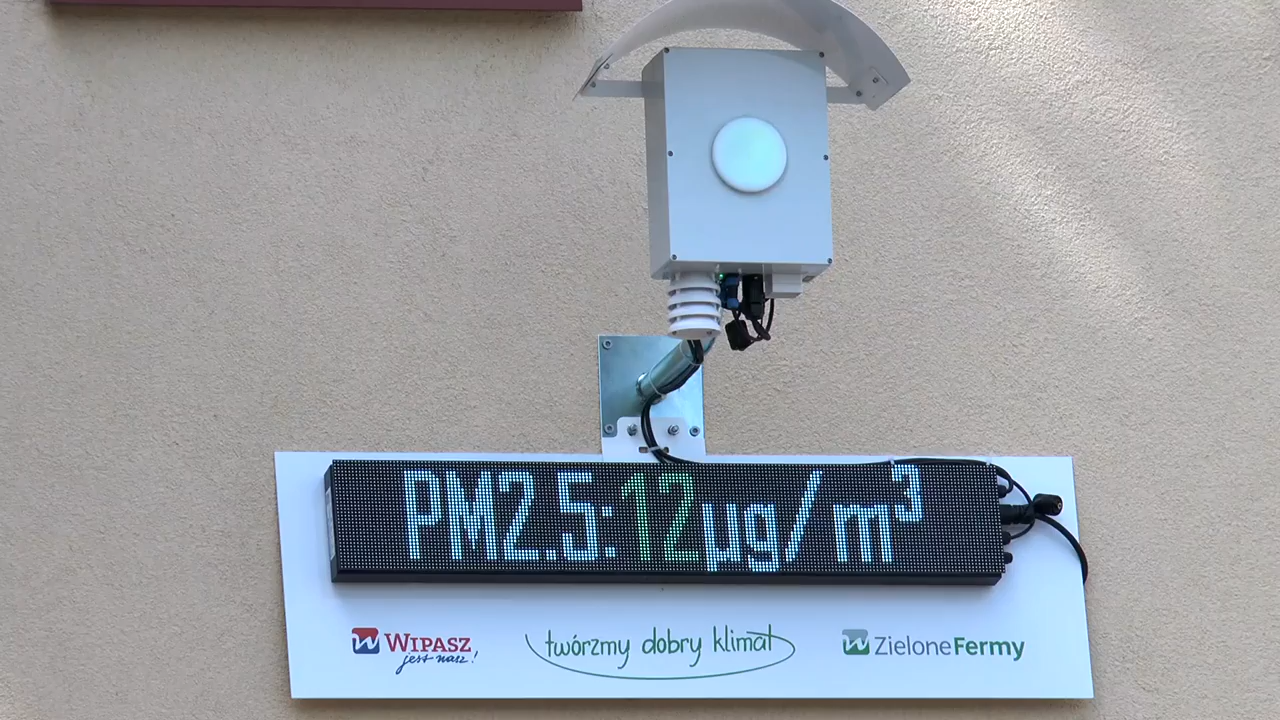 PM2.5:12µg/m³
WIPASZ
jest nasz!
twórzmy dobry klimat
ZieloneFermy